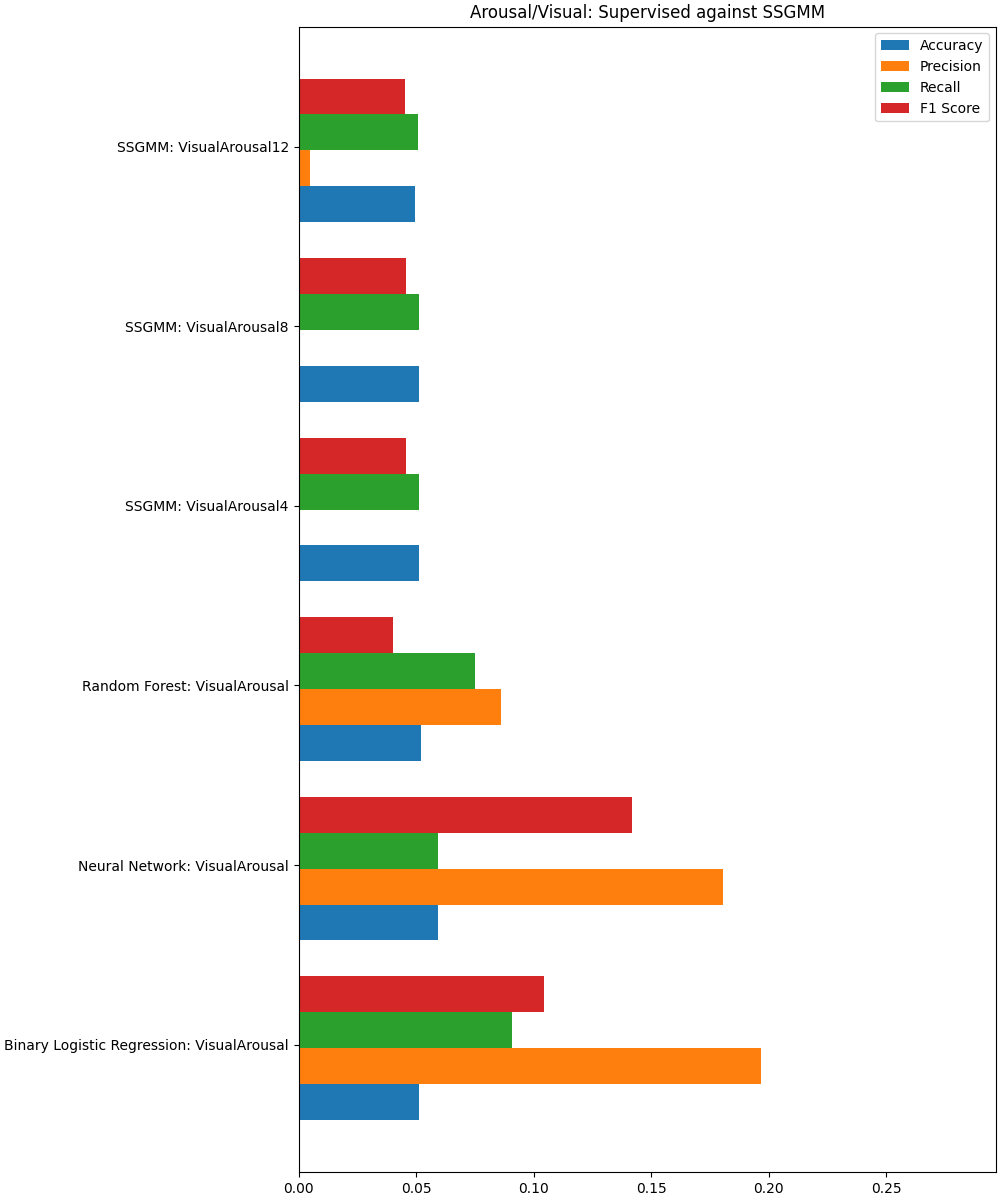 Arousal/Visual: Supervised against SSGMM
Accuracy
Precision
Recall
F1 Score
SSGMM: VisualArousal12
SSGMM: VisualArousal8
SSGMM: VisualArousal4
Random Forest: VisualArousal
Neural Network: VisualArousal
Binary Logistic Regression: VisualArousal
0.00 0.05 0.10 0.15 0.20 0.25